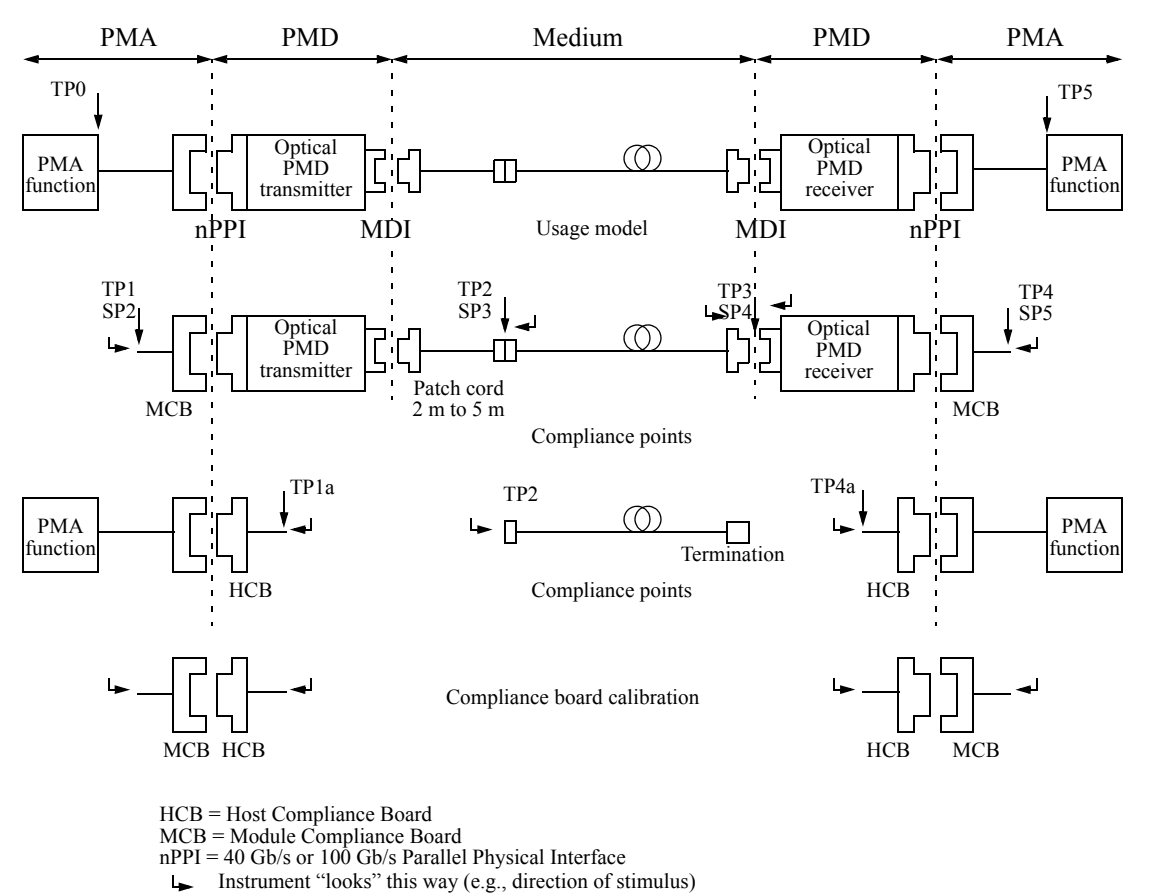 PMA PMD Medium PMD PMA
TP0 TP5
PMA
function
Optical
PMD
transmitter
Optical
PMD
receiver
PMA
function
nPPI MDI Usage model MDI nPPI
TP1
SP2
TP2
SP3
TP3
SP4
TP4
SP5
Optical
PMD
transmitter
Optical
PMD
receiver
MCB
Patch cord
2 m to 5 m
MCB
Compliance points
TP1a TP2 TP4a
PMA
function
PMA
function
Termination
HCB Compliance points HCB
Compliance board calibration
MCB HCB HCB MCB
HCB = Host Compliance Board
MCB = Module Compliance Board
nPPI = 40 Gb/s or 100 Gb/s Parallel Physical Interface
Instrument “looks” this way (e.g., direction of stimulus)